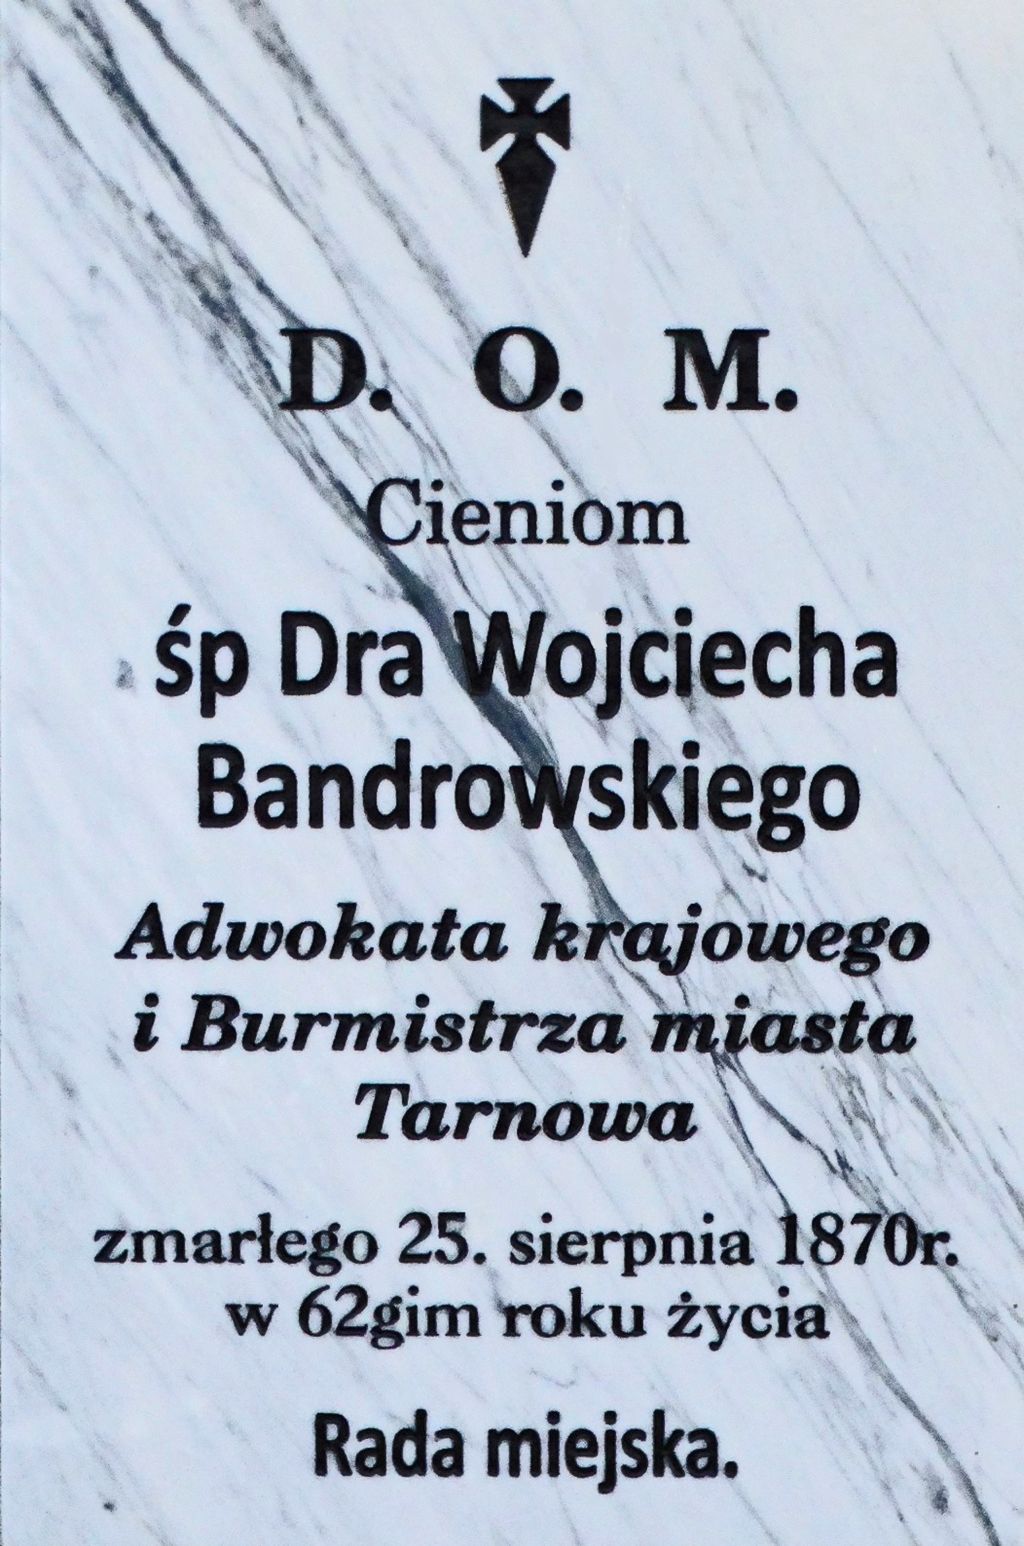 D. O. M.
Cieniom
śp Dra Wojciecha
Bandrowskiego
Adwokata krajowego
i Burmistrza miasta
Tarnowa
zmarłego 25. sierpnia 1870r.
w 62gim roku życia
Rada miejska.